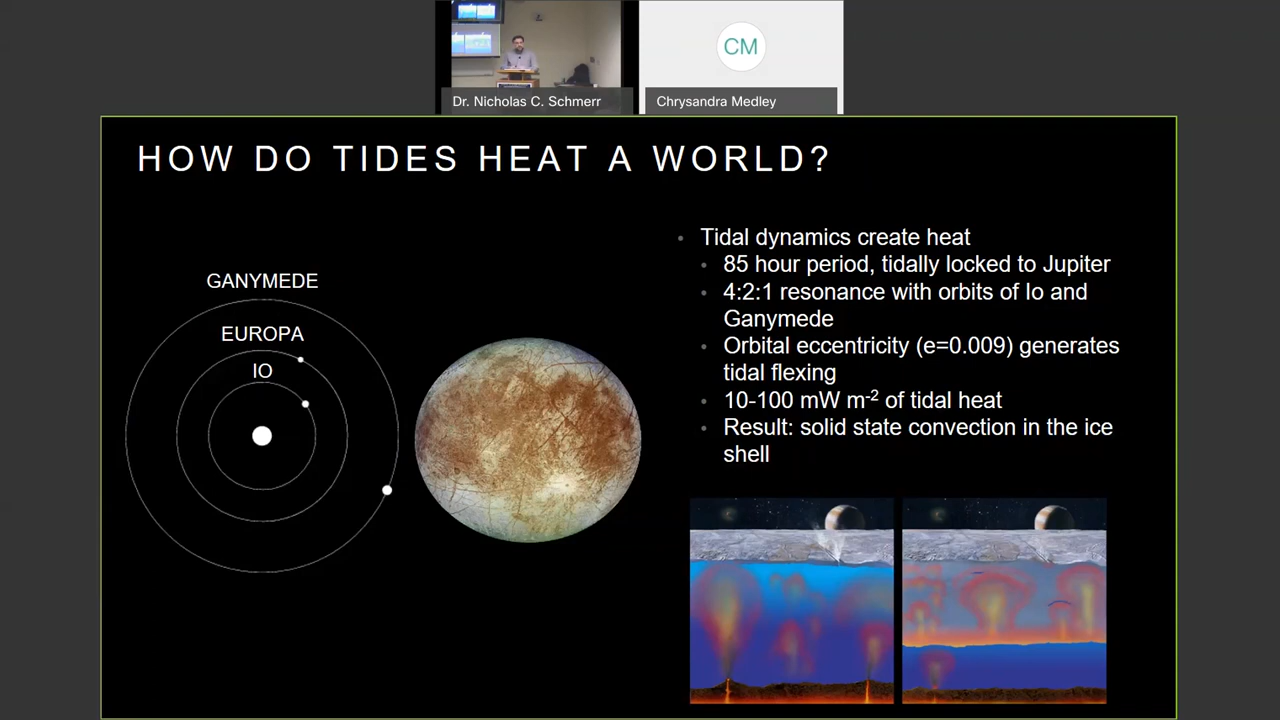 CM
Dr. Nicholas C. Schmerr
Chrysandra Medley
HOW DO TIDES HEAT A WORLD?
GANYMEDE
EUROPA
IO
• Tidal dynamics create heat
• 85 hour period, tidally locked to Jupiter
• 4:2:1 resonance with orbits of Io and
Ganymede
• Orbital eccentricity (e=0.009) generates
tidal flexing
• 10-100 mW m-2 of tidal heat
• Result: solid state convection in the ice
shell